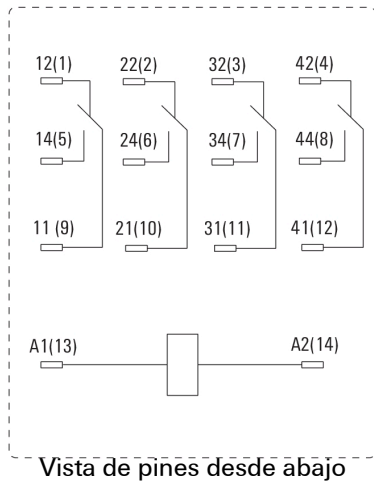 12(1) 22(2) 32(3) 42(4)
14(5) 24(6) 34(7) 44(8)
11 (9) 21(10) 31(11) 41(12)
A1(13) A2(14)
Vista de pines desde abajo